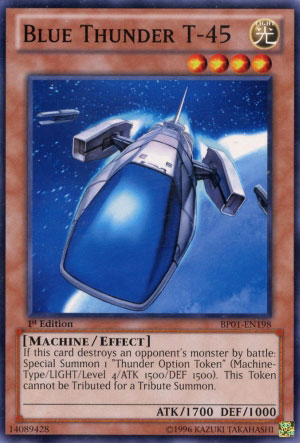 BLUE THUNDER T-45
LIGHT
光
1st Edition
BP01-EN198
[MACHINE / EFFECT]
If this card destroys an opponent's monster by battle:
Special Summon 1 "Thunder Option Token" (Machine-
Type/LIGHT/Level 4/ATK 1500/DEF 1500). This Token
cannot be Tributed for a Tribute Summon.
ATK/1700 DEF/1000
14089428
©1996 KAZUKI TAKAHASHI